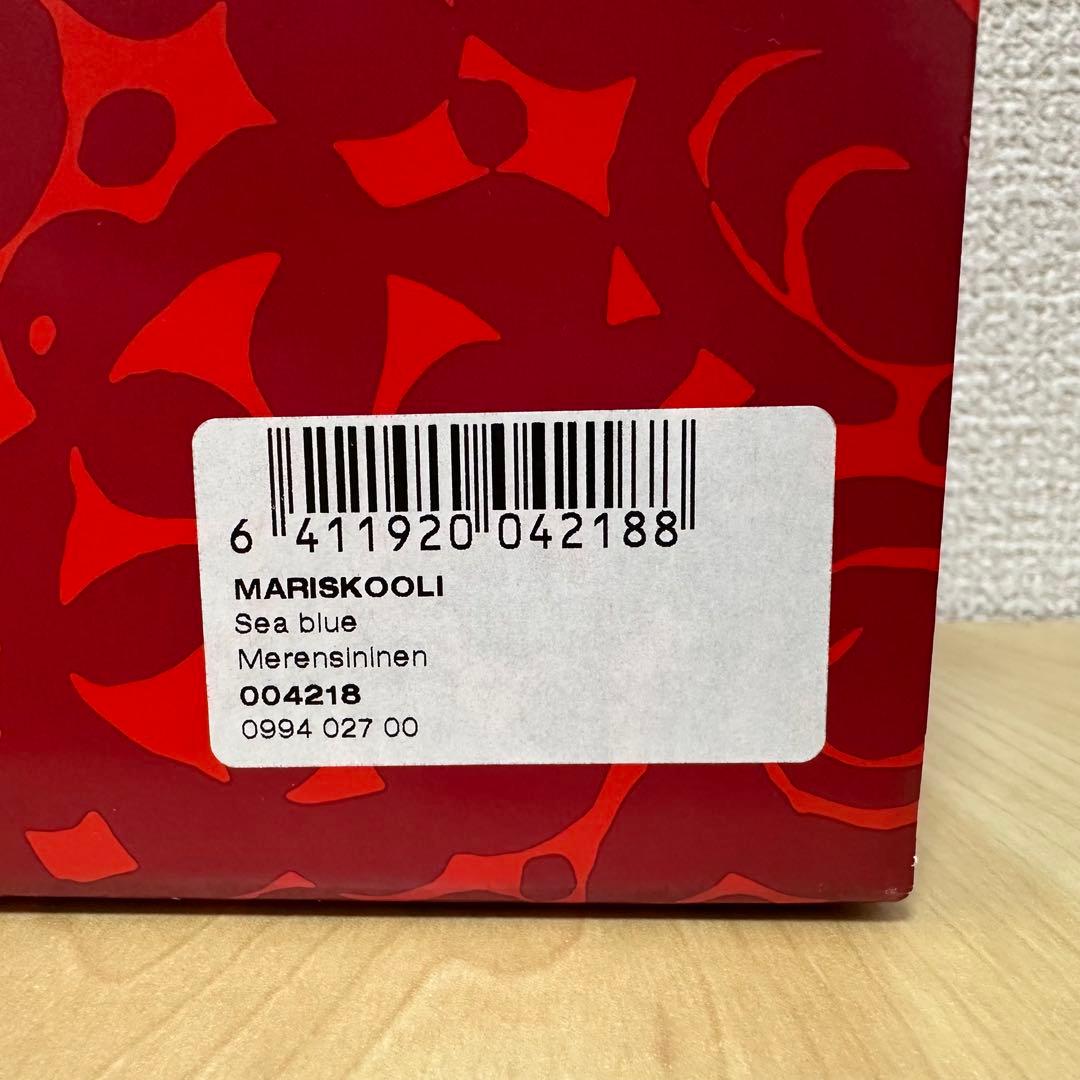 6 411920 042188
MARISKOOLI
Sea blue
Merensininen
004218
0994 027 00